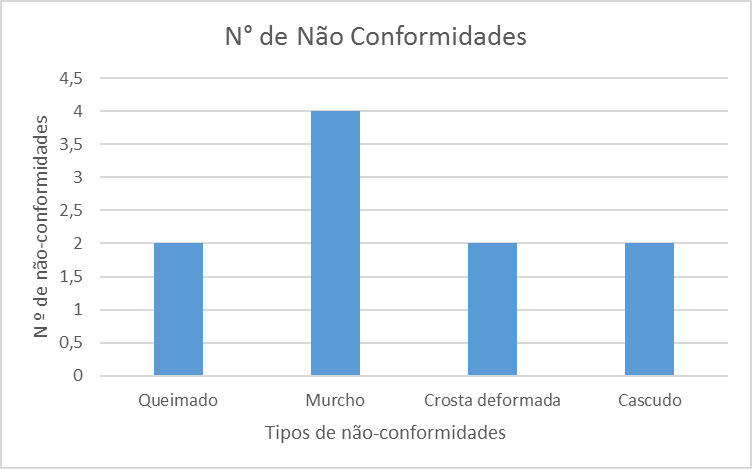 N° de Não Conformidades
N º de não-conformidades
4,5
4
3,5
3
2,5
2
1,5
1
0,5
0
Queimado
Murcho
Crosta deformada
Cascudo
Tipos de não-conformidades